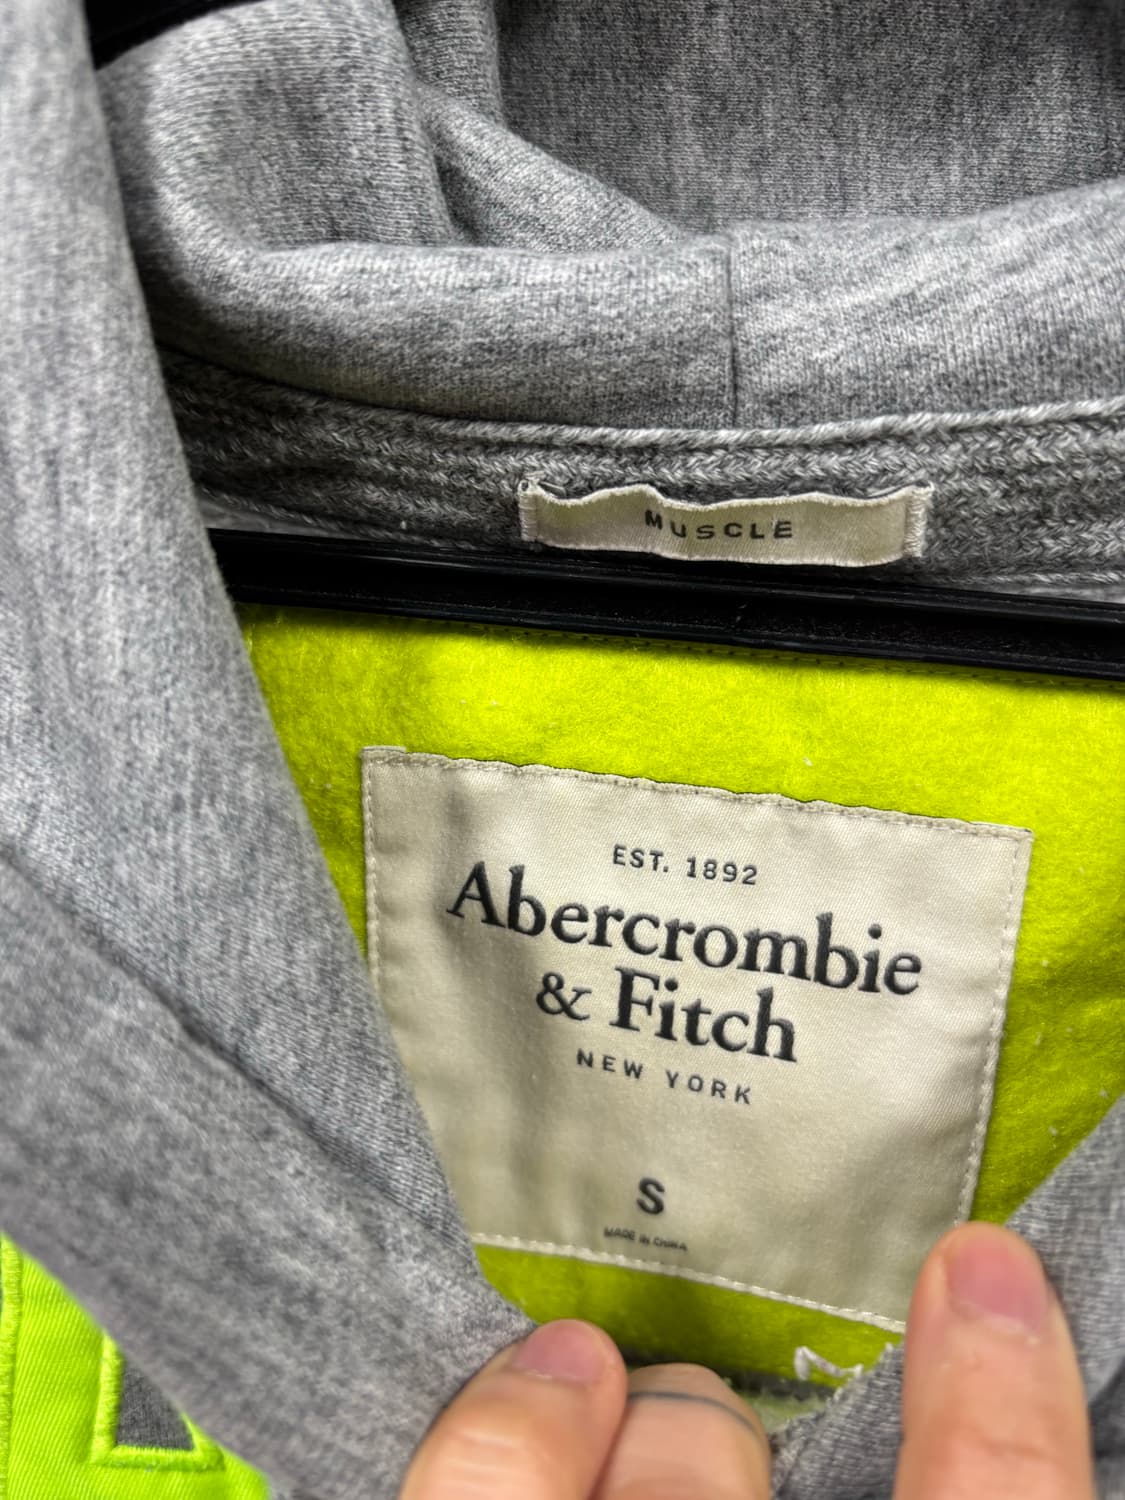 MUSCLE
EST. 1892
Abercrombie
& Fitch
NEW YORK
S
MADE IN CHINA